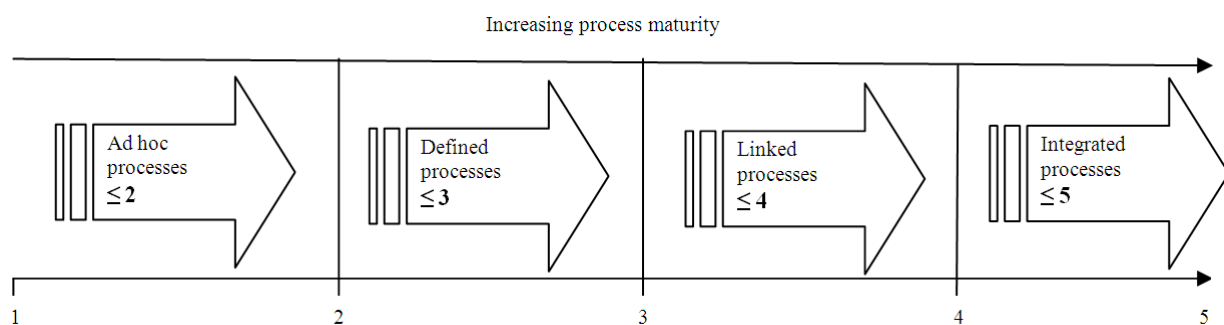 Increasing process maturity
Ad hoc
processes
≤ 2
Defined
processes
≤ 3
Linked
processes
≤ 4
Integrated
processes
≤ 5
1 2 3 4 5